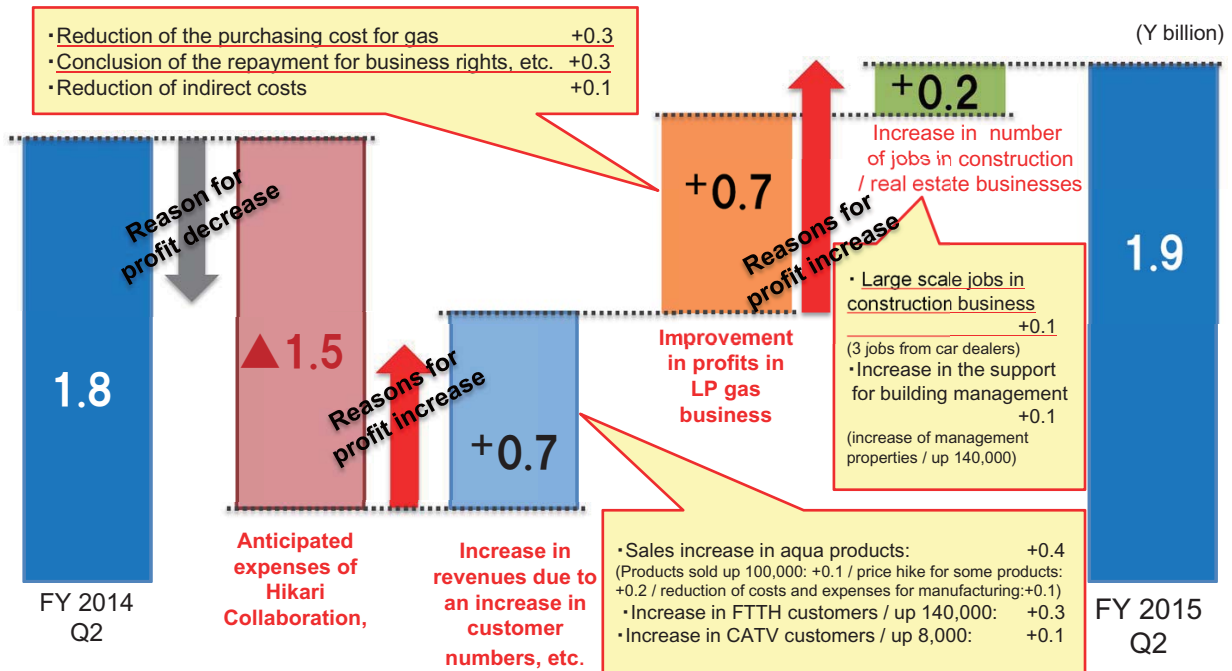 ・Reduction of the purchasing cost for gas +0.3
・Conclusion of the repayment for business rights, etc. +0.3
・Reduction of indirect costs +0.1
(Y billion)
+0.2
Increase in number
of jobs in construction
/ real estate businesses
Reason for
profit decrease
+0.7
Reasons for
profit increase
1.8
▲1.5
Reasons for
profit increase
+0.7
Improvement
in profits in
LP gas
business
・Large scale jobs in
construction business
+0.1
(3 jobs from car dealers)
・Increase in the support
for building management
+0.1
(increase of management
properties / up 140,000)
1.9
Anticipated
expenses of
Hikari
Collaboration,
Increase in
revenues due to
an increase in
customer
numbers, etc.
・Sales increase in aqua products: +0.4
(Products sold up 100,000: +0.1 / price hike for some products:
+0.2 / reduction of costs and expenses for manufacturing:+0.1)
・Increase in FTTH customers / up 140,000: +0.3
・Increase in CATV customers / up 8,000: +0.1
FY 2014
Q2
FY 2015
Q2